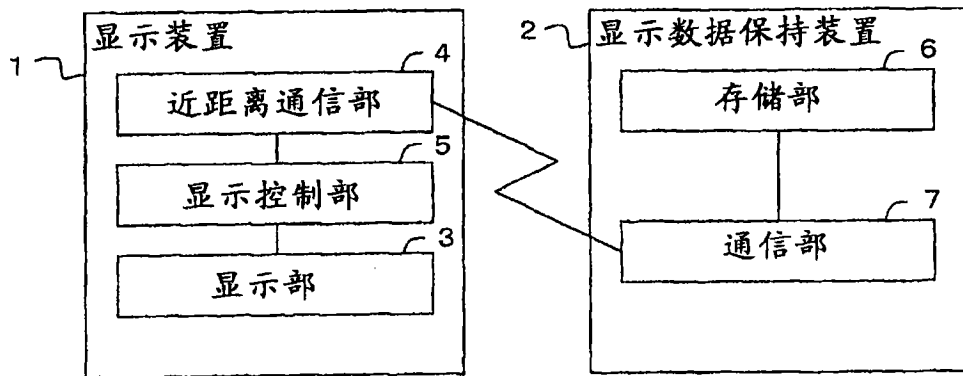 显示装置
1
4
近距离通信部
5
显示控制部
3
显示部
2
显示数据保持装置
6
存储部
7
通信部